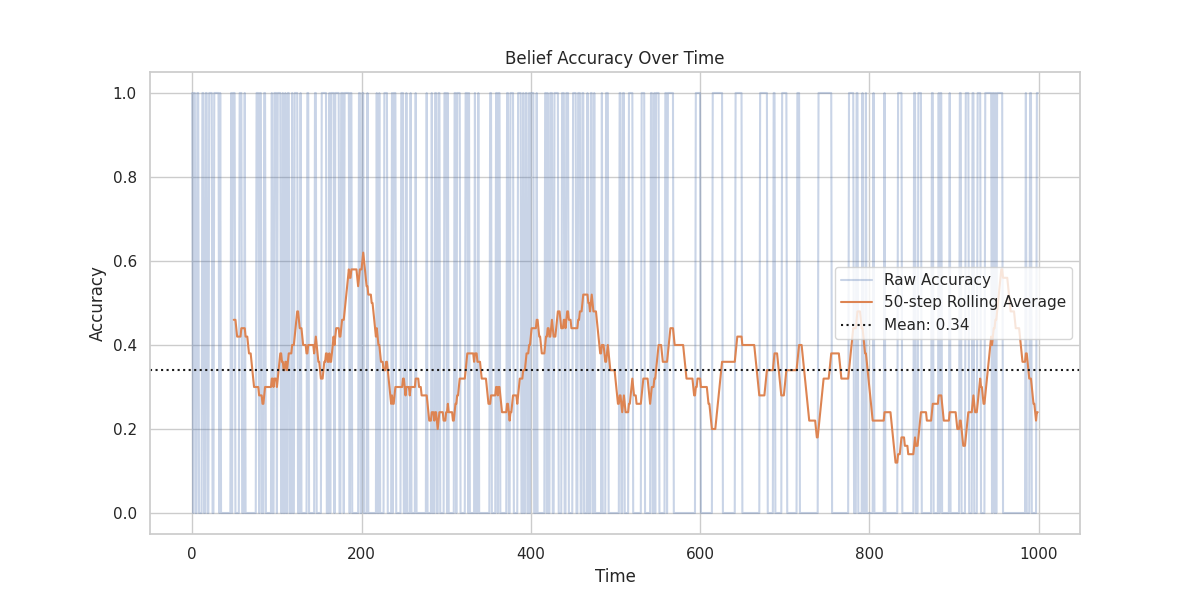 Belief Accuracy Over Time
Accuracy
1.0
0.8
0.6
0.4
0.2
0.0
Raw Accuracy
50-step Rolling Average
Mean: 0.34
0
200
400
600
800
1000
Time